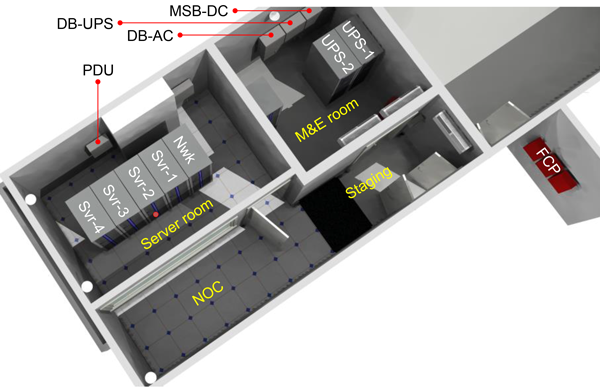 MSB-DC
DB-UPS
DB-AC
PDU
UPS-1
UPS-2
M&E room
Nwk
Svr-1
Svr-2
Svr-3
Svr-4
Server room
Staging
FCP
NOC